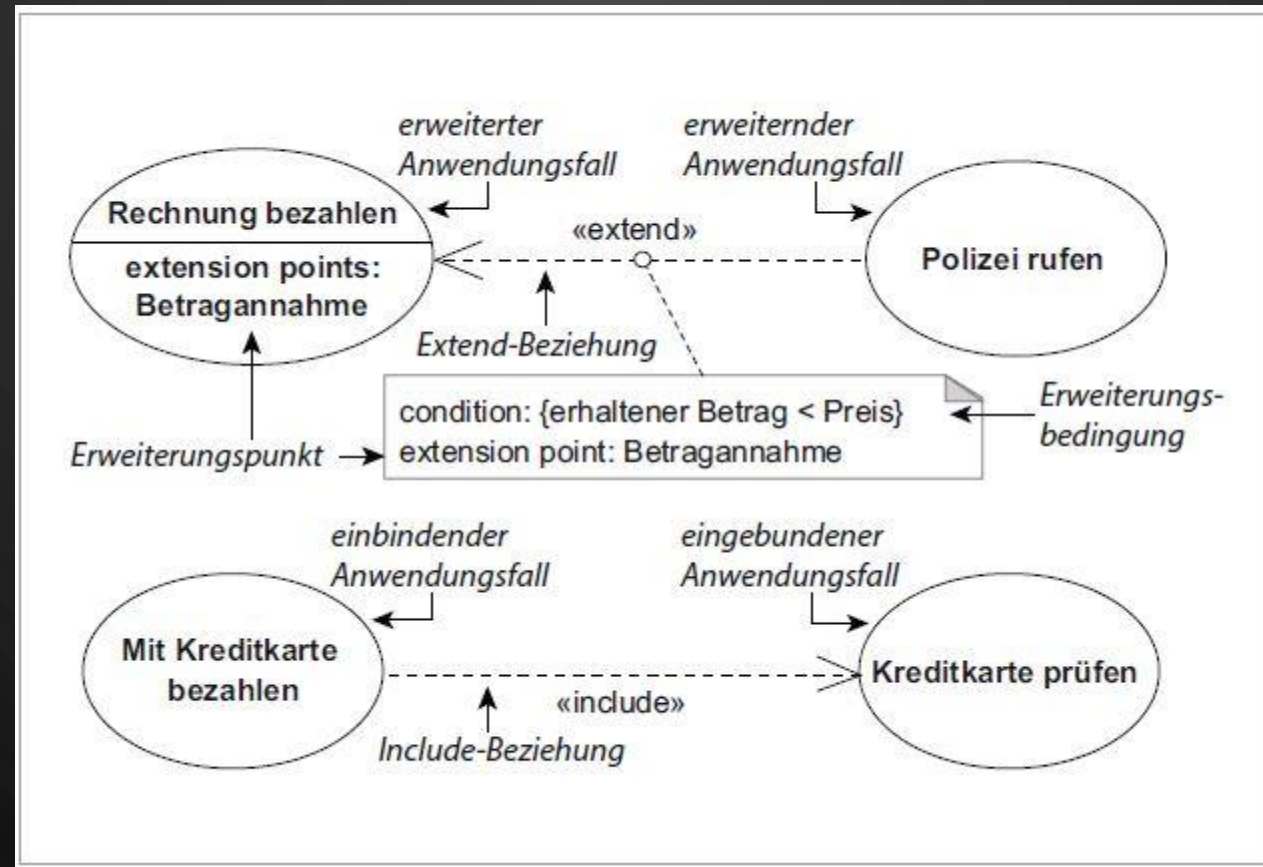 erweiterter
Anwendungsfall
erweiternder
Anwendungsfall
Rechnung bezahlen
extension points:
Betragannahme
«extend»
Polizei rufen
Extend-Beziehung
condition: {erhaltener Betrag < Preis}
extension point: Betragannahme
Erweiterungs-
bedingung
Erweiterungspunkt
einbindender
Anwendungsfall
eingebundener
Anwendungsfall
Mit Kreditkarte
bezahlen
«include»
Kreditkarte prüfen
Include-Beziehung